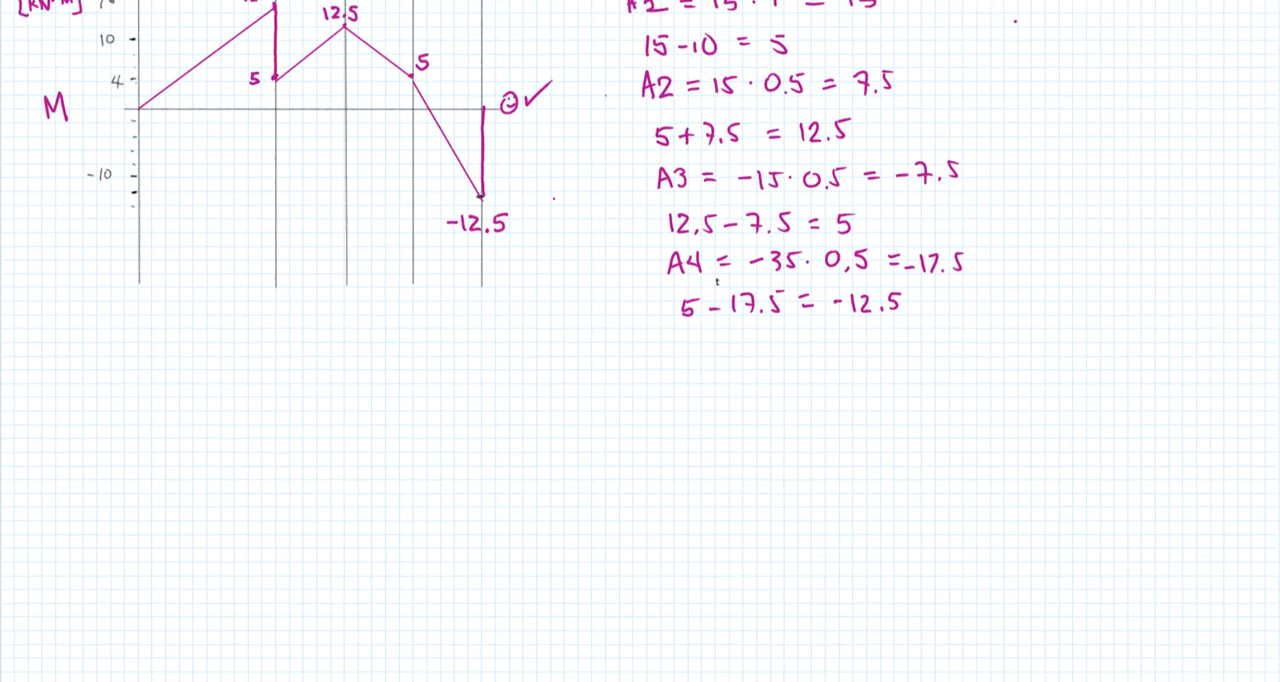 [KN·M]
12.5
10
5
5
4
M
-10
-12.5
15-10 = 5
A2 = 15 · 0.5 = 7.5
5+7.5 = 12.5
A3 = -15· 0.5 = -7.5
12,5-7.5 = 5
A4 = -35· 0,5 =-17.5
5-17.5 = -12.5